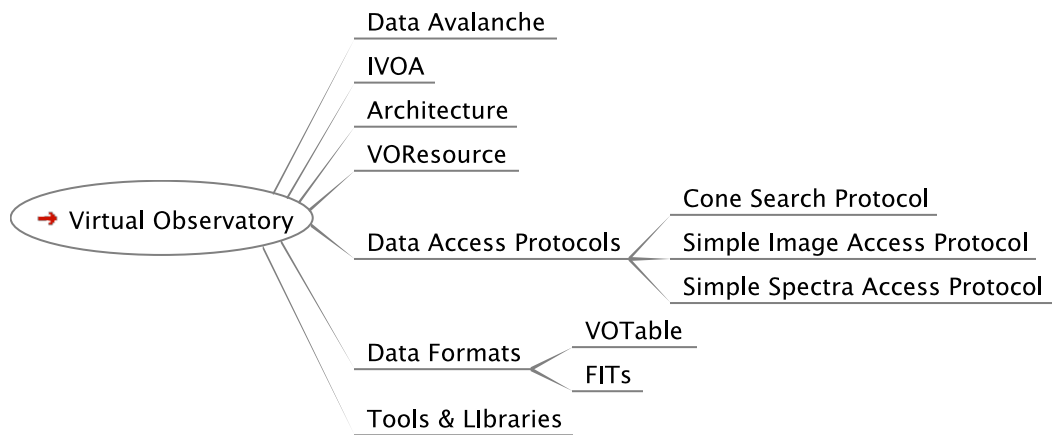 Data Avalanche
IVOA
Architecture
VOResource
Virtual Observatory
Data Access Protocols
Cone Search Protocol
Simple Image Access Protocol
Simple Spectra Access Protocol
Data Formats
VOTable
FITs
Tools & LIbraries